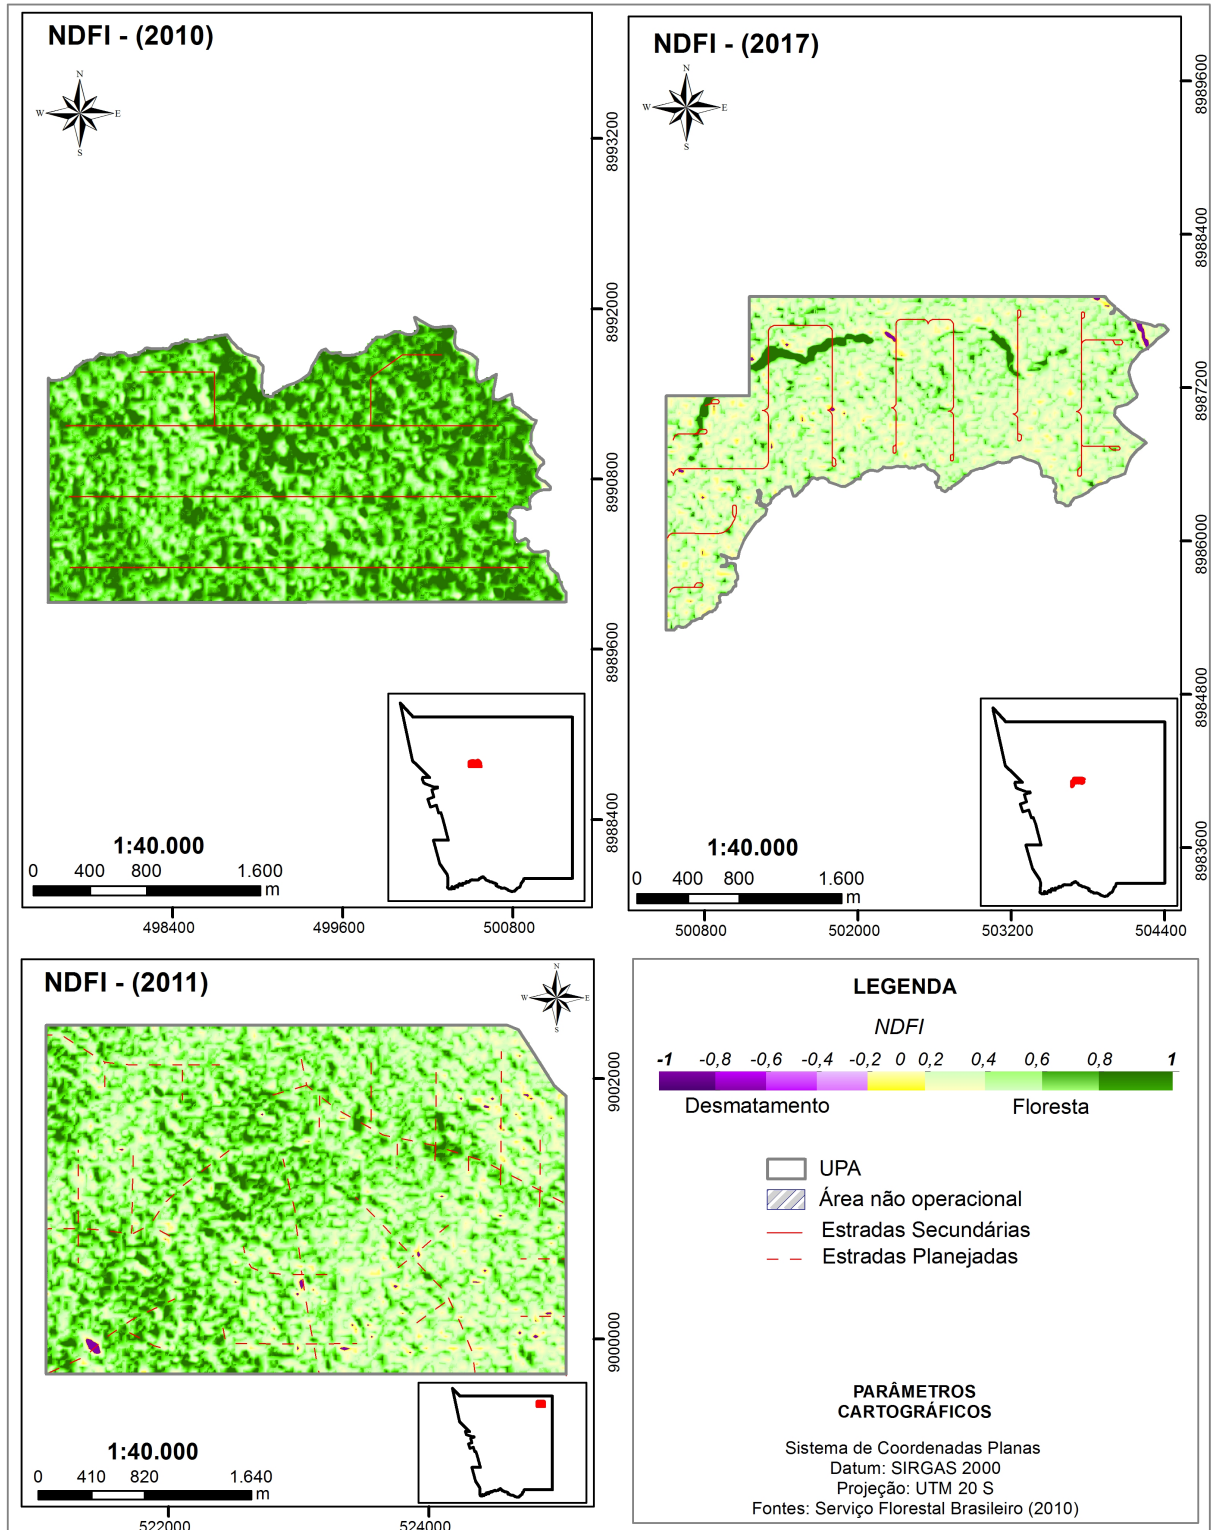 NDFI - (2010)
N
W
E
S
8993200
8992000
8990800
8989600
8988400
1:40.000
0 400 800 1.600
m
498400 499600 500800
NDFI - (2017)
N
W
E
S
8989600
8988400
8987200
8986000
8984800
8983600
1:40.000
0 400 800 1.600
m
500800 502000 503200 504400
NDFI - (2011)
N
W
E
S
9002000
9000000
1:40.000
0 410 820 1.640
m
522000 524000
LEGENDA
NDFI
-1 -0,8 -0,6 -0,4 -0,2 0 0,2 0,4 0,6 0,8 1
Desmatamento Floresta
UPA
Área não operacional
Estradas Secundárias
Estradas Planejadas
PARÂMETROS
CARTOGRÁFICOS
Sistema de Coordenadas Planas
Datum: SIRGAS 2000
Projeção: UTM 20 S
Fontes: Serviço Florestal Brasileiro (2010)